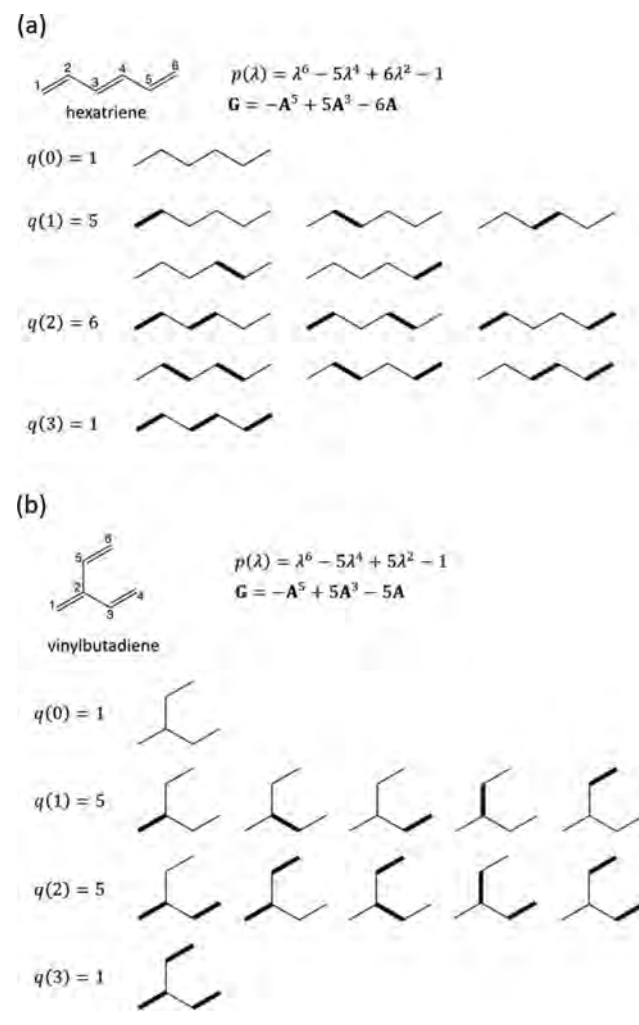 (a)
1 2 3 4 5 6
hexatriene
p(λ) = λ⁶ − 5λ⁴ + 6λ² − 1
G = −A⁵ + 5A³ − 6A
q(0) = 1
q(1) = 5
q(2) = 6
q(3) = 1
(b)
6
5
2
1 3 4
vinylbutadiene
p(λ) = λ⁶ − 5λ⁴ + 5λ² − 1
G = −A⁵ + 5A³ − 5A
q(0) = 1
q(1) = 5
q(2) = 5
q(3) = 1